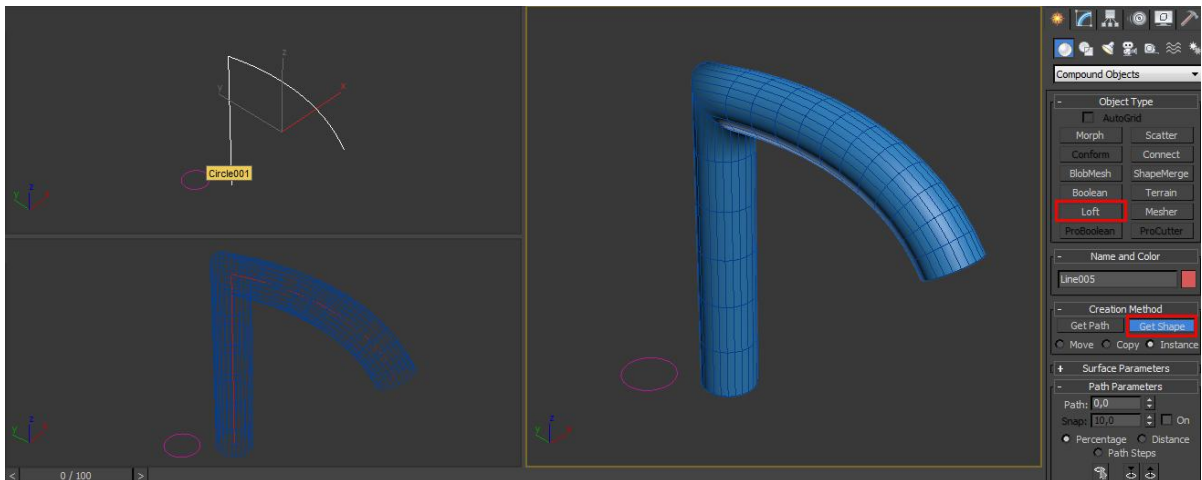 z
y
x
Circle001
z
y
z
y
z
y
< 0 / 100 >
Compound Objects
- Object Type
AutoGrid
Morph Scatter
Conform Connect
BlobMesh ShapeMerge
Boolean Terrain
Loft Mesher
ProBoolean ProCutter
- Name and Color
Line005
- Creation Method
Get Path Get Shape
Move Copy Instance
+ Surface Parameters
- Path Parameters
Path: 0,0
Snap: 10,0 On
Percentage Distance
Path Steps